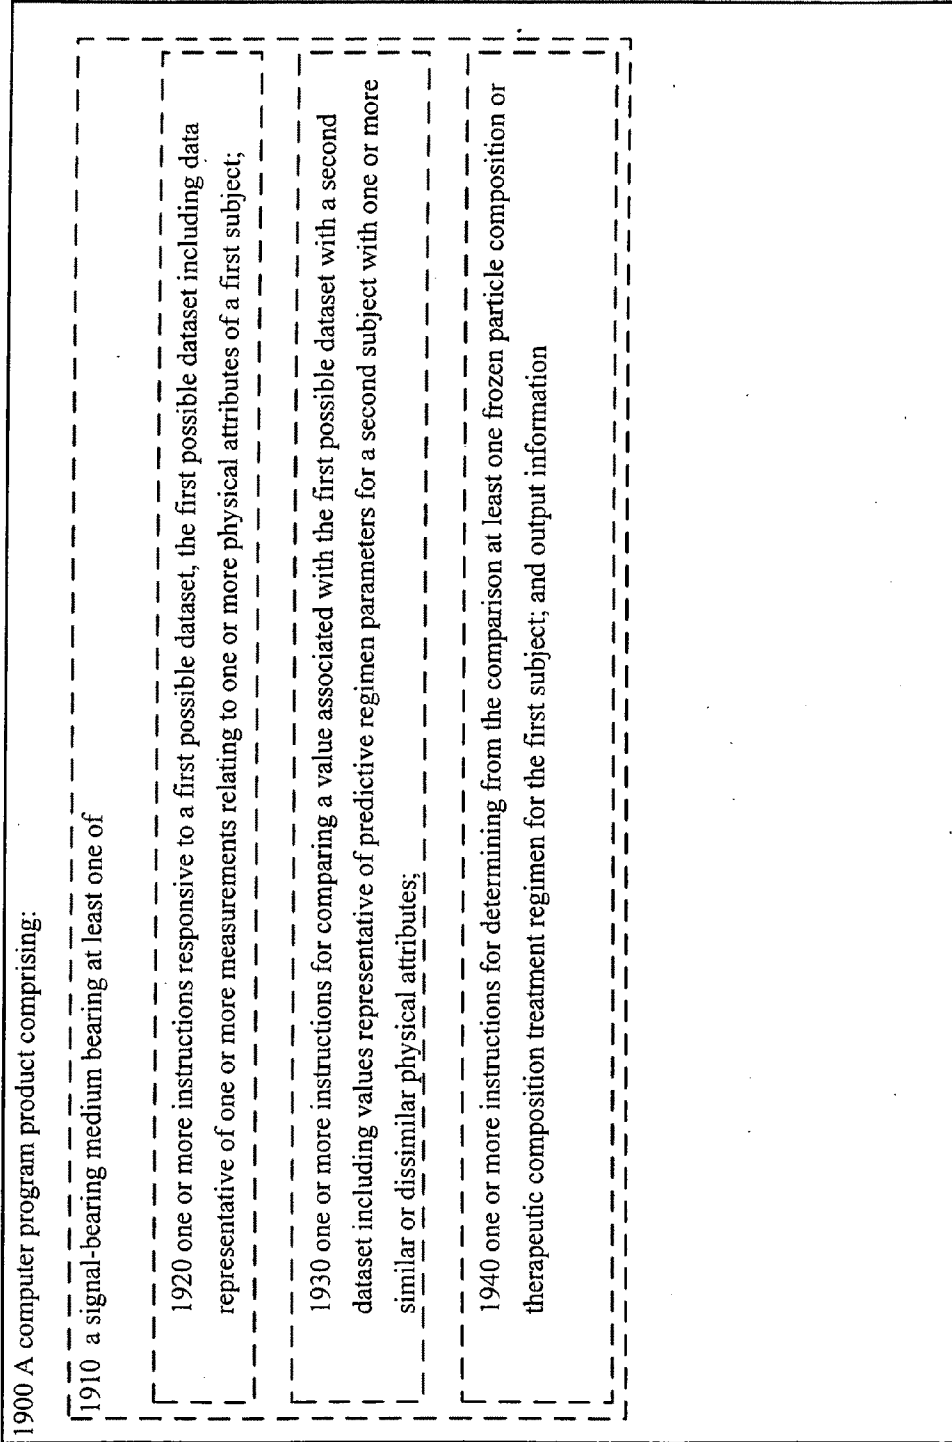 1900 A computer program product comprising:
1910 a signal-bearing medium bearing at least one of
1920 one or more instructions responsive to a first possible dataset, the first possible dataset including data
representative of one or more measurements relating to one or more physical attributes of a first subject;
1930 one or more instructions for comparing a value associated with the first possible dataset with a second
dataset including values representative of predictive regimen parameters for a second subject with one or more
similar or dissimilar physical attributes;
1940 one or more instructions for determining from the comparison at least one frozen particle composition or
therapeutic composition treatment regimen for the first subject; and output information